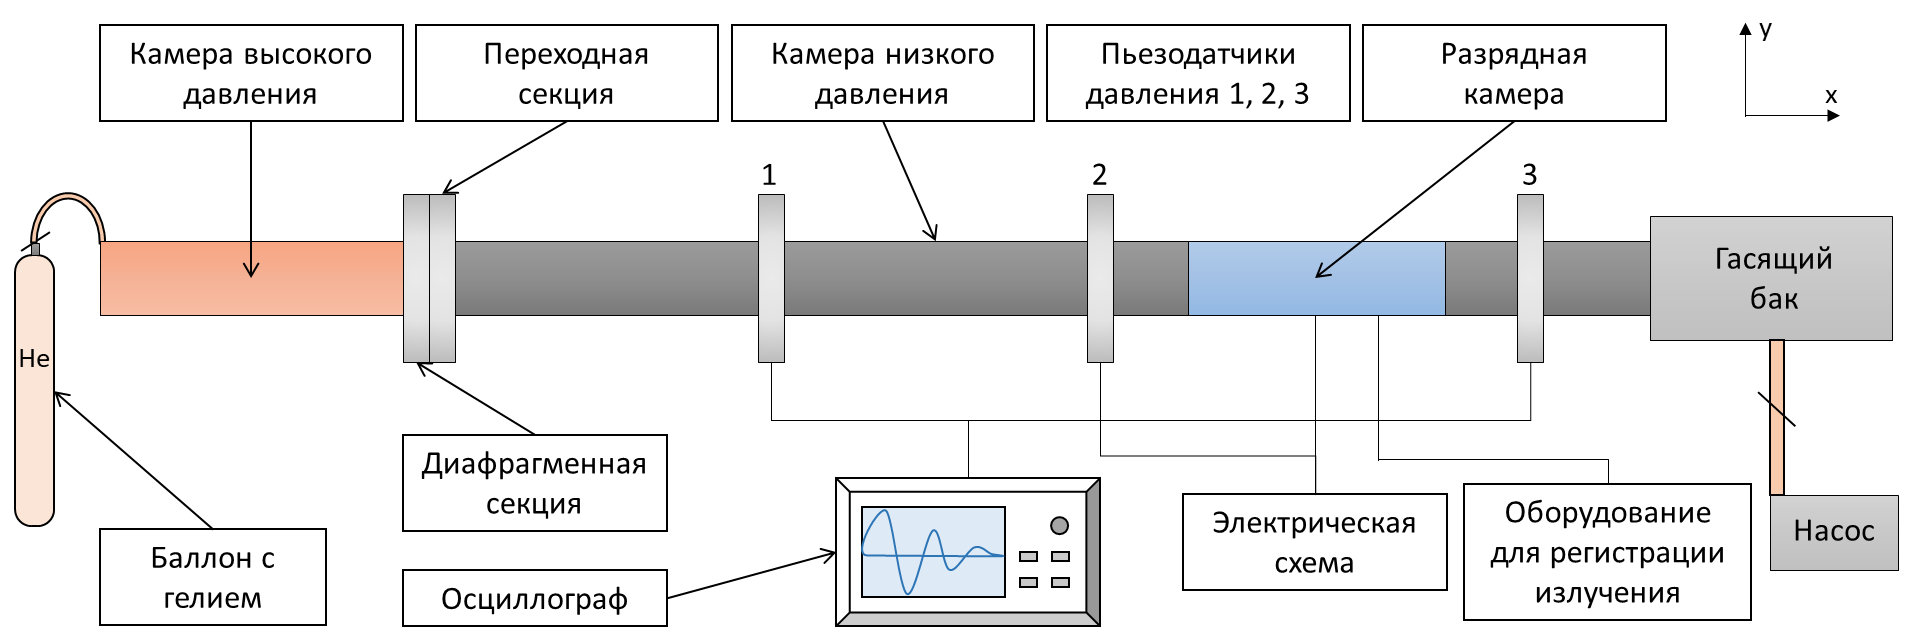 Камера высокого
давления
Переходная
секция
Камера низкого
давления
Пьезодатчики
давления 1, 2, 3
Разрядная
камера
y
x
1
2
3
Гасящий
бак
He
Диафрагменная
секция
Баллон с
гелием
Осциллограф
Электрическая
схема
Оборудование
для регистрации
излучения
Насос